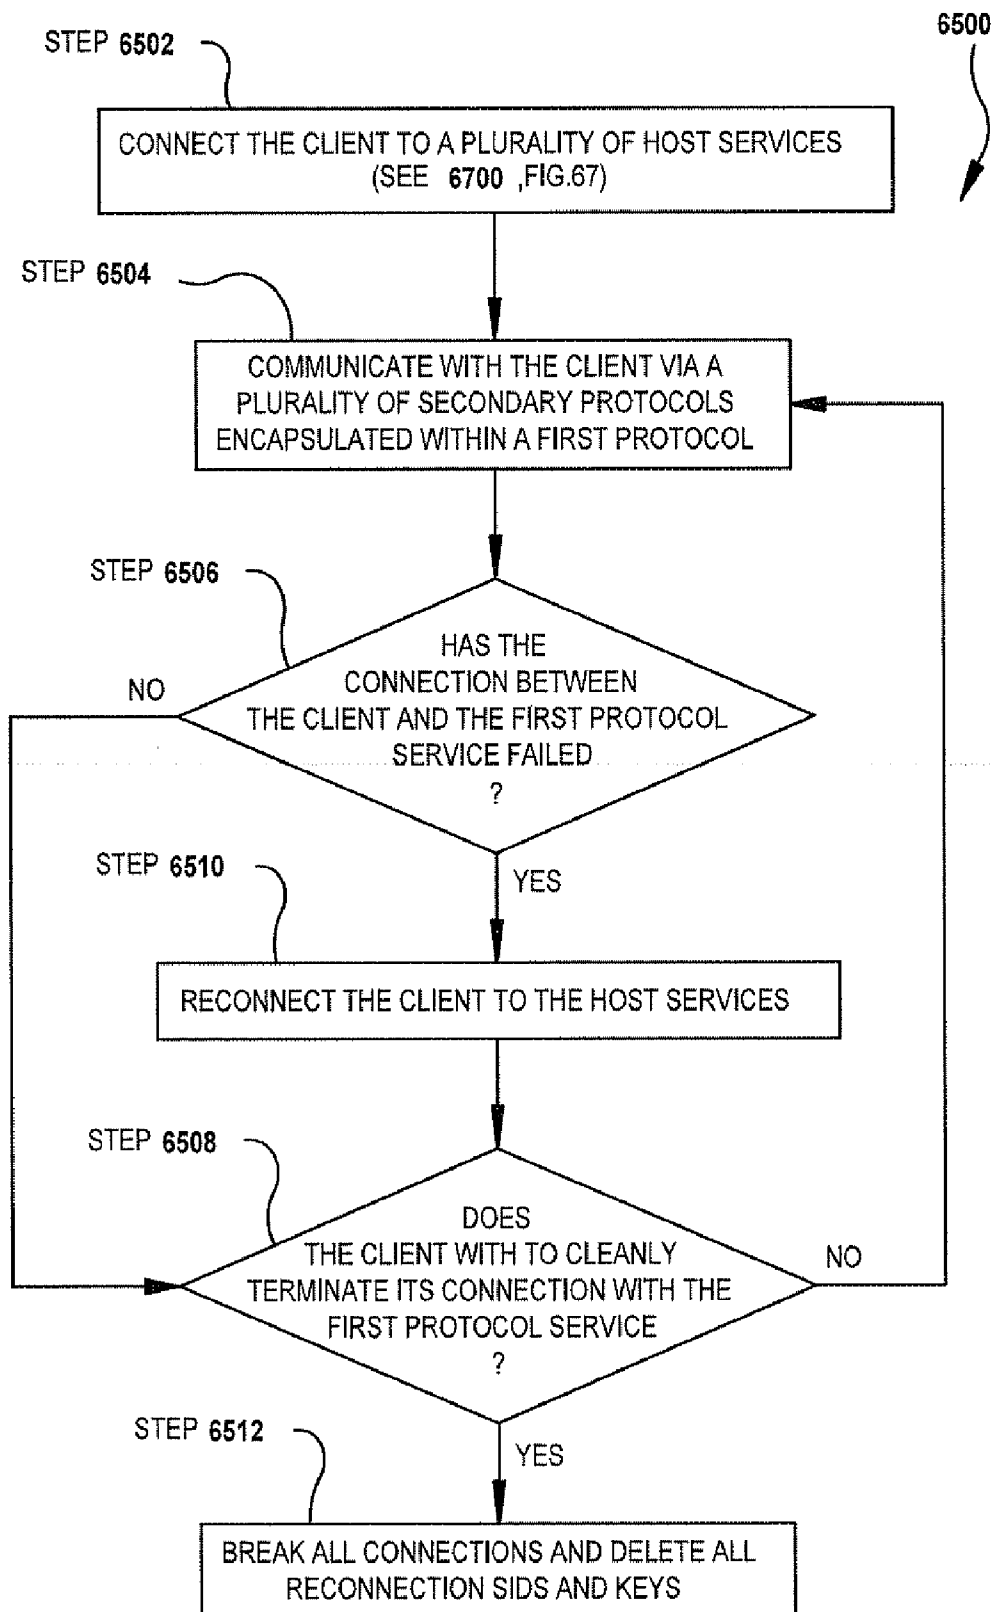 6500
STEP 6502
CONNECT THE CLIENT TO A PLURALITY OF HOST SERVICES
(SEE 6700 ,FIG.67)
STEP 6504
COMMUNICATE WITH THE CLIENT VIA A
PLURALITY OF SECONDARY PROTOCOLS
ENCAPSULATED WITHIN A FIRST PROTOCOL
STEP 6506
HAS THE
CONNECTION BETWEEN
THE CLIENT AND THE FIRST PROTOCOL
SERVICE FAILED
?
NO
YES
STEP 6510
RECONNECT THE CLIENT TO THE HOST SERVICES
STEP 6508
DOES
THE CLIENT WITH TO CLEANLY
TERMINATE ITS CONNECTION WITH THE
FIRST PROTOCOL SERVICE
?
NO
YES
STEP 6512
BREAK ALL CONNECTIONS AND DELETE ALL
RECONNECTION SIDS AND KEYS